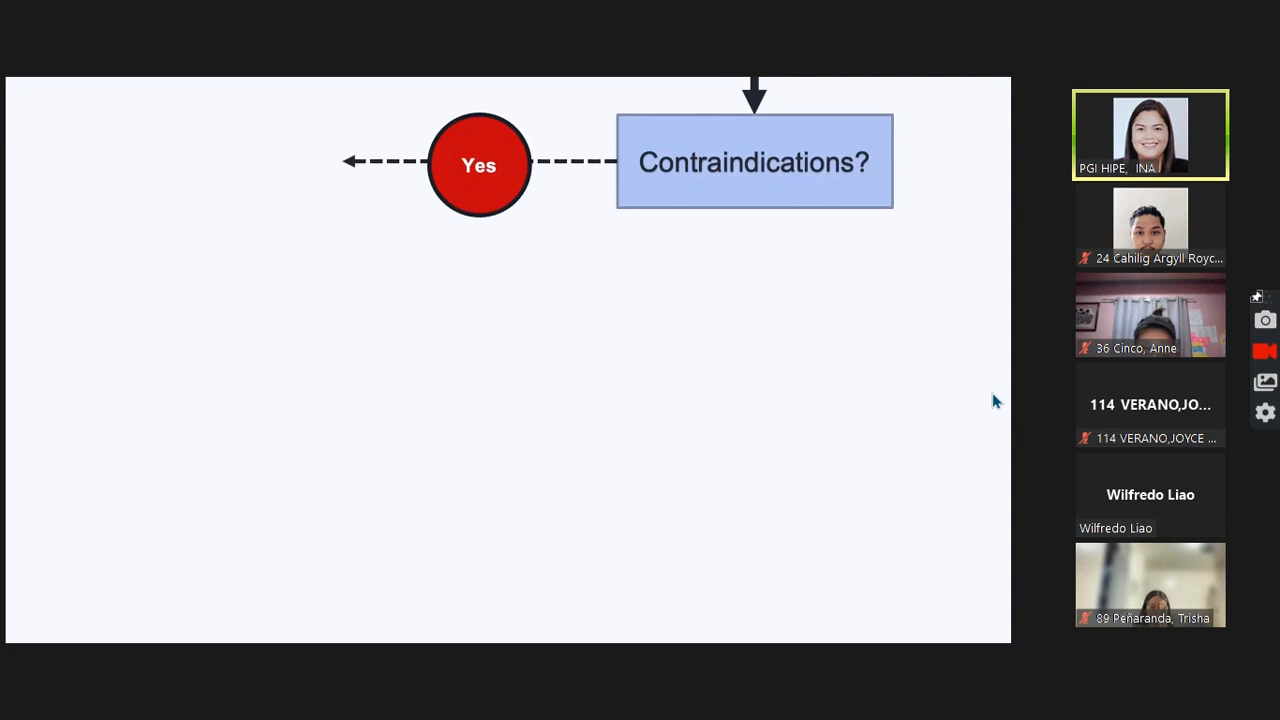 Yes
Contraindications?
PGI HIPE, INA
24 Cahilig Argyll Royc...
36 Cinco, Anne
114 VERANO,JO...
114 VERANO,JOYCE ...
Wilfredo Liao
Wilfredo Liao
89 Peñaranda, Trisha